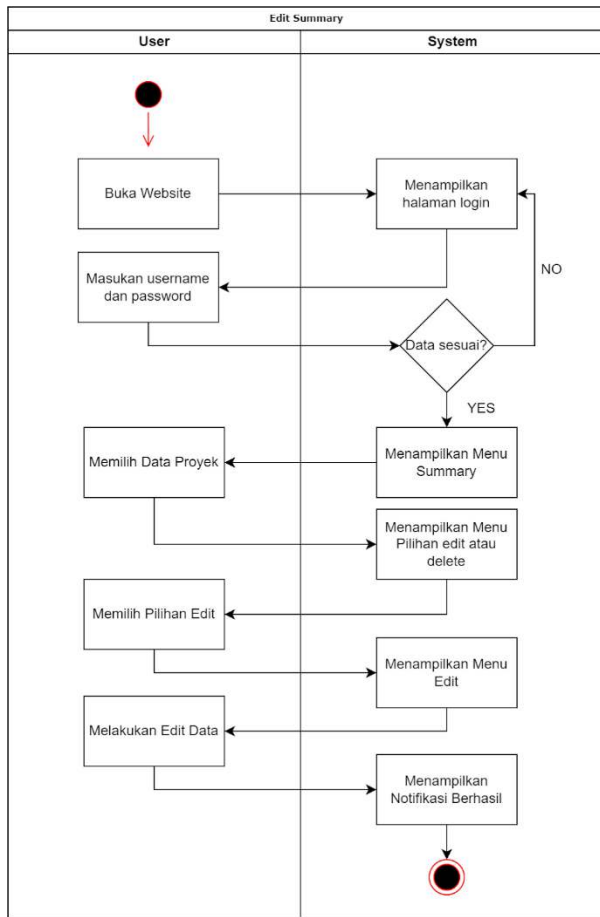 Edit Summary
User
System
Buka Website
Menampilkan
halaman login
Masukan username
dan password
NO
Data sesuai?
YES
Memilih Data Proyek
Menampilkan Menu
Summary
Menampilkan Menu
Pilihan edit atau
delete
Memilih Pilihan Edit
Menampilkan Menu
Edit
Melakukan Edit Data
Menampilkan
Notifikasi Berhasil